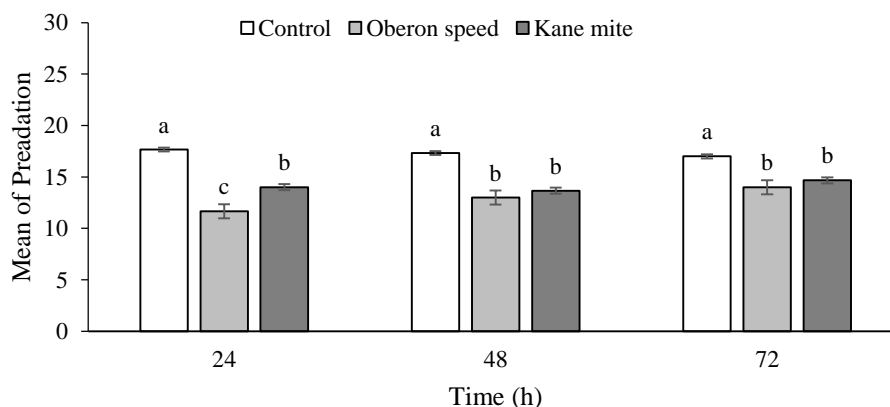 Control Oberon speed Kane mite
30
25
20
15
10
5
0
Mean of Preadation
a
c
b
a
b
b
a
b
b
24 48 72
Time (h)